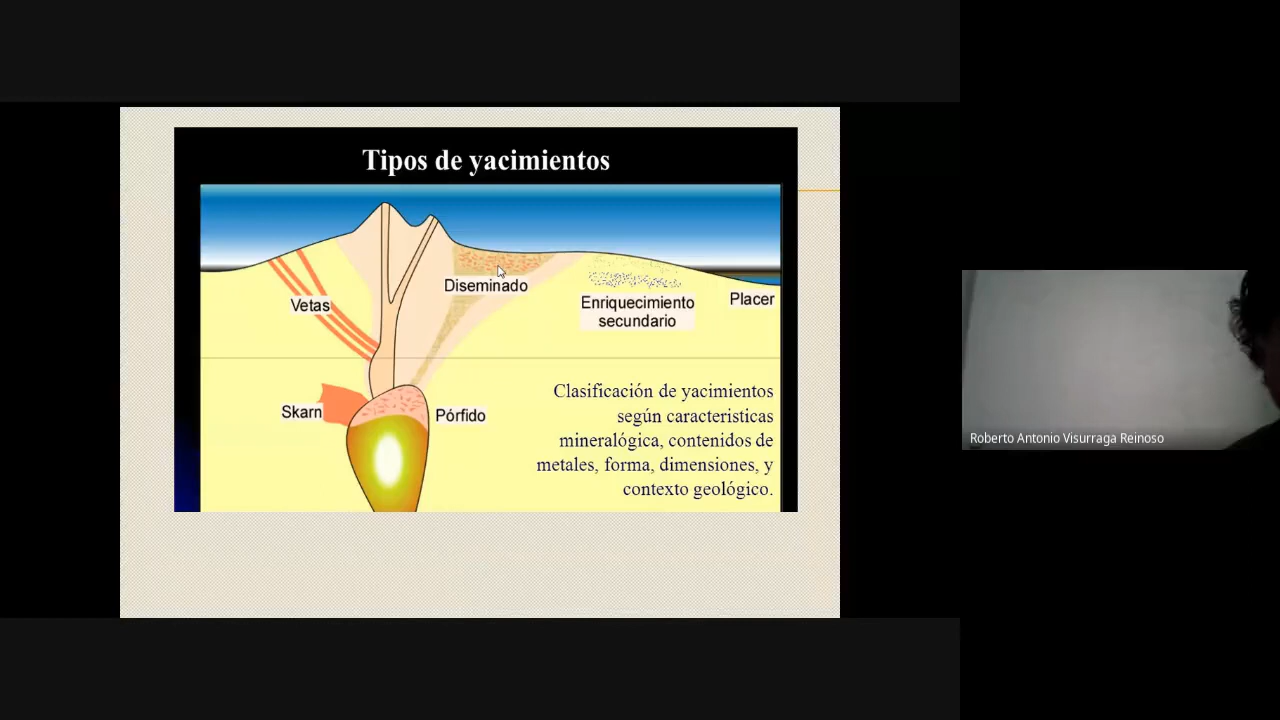 Tipos de yacimientos
Vetas
Diseminado
Enriquecimiento
secundario
Placer
Skarn
Pórfido
Clasificación de yacimientos
según caracteristicas
mineralógica, contenidos de
metales, forma, dimensiones, y
contexto geológico.
Roberto Antonio Visurraga Reinoso